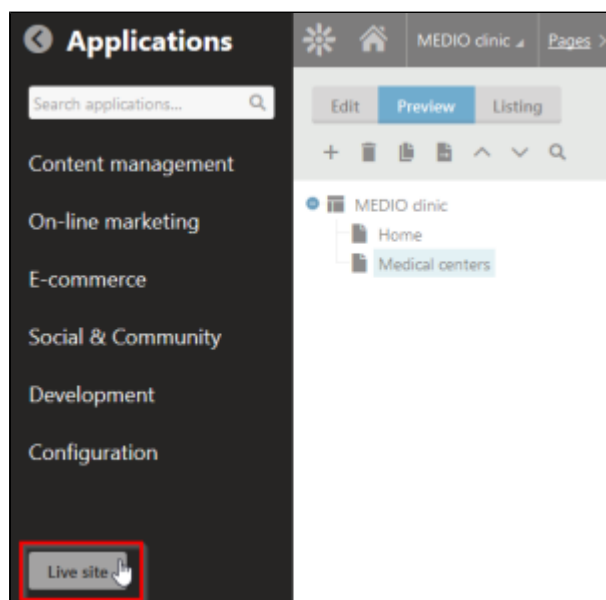 Applications
MEDIO clinic
Pages
Search applications...
Edit
Preview
Listing
Content management
MEDIO clinic
On-line marketing
Home
Medical centers
E-commerce
Social & Community
Development
Configuration
Live site